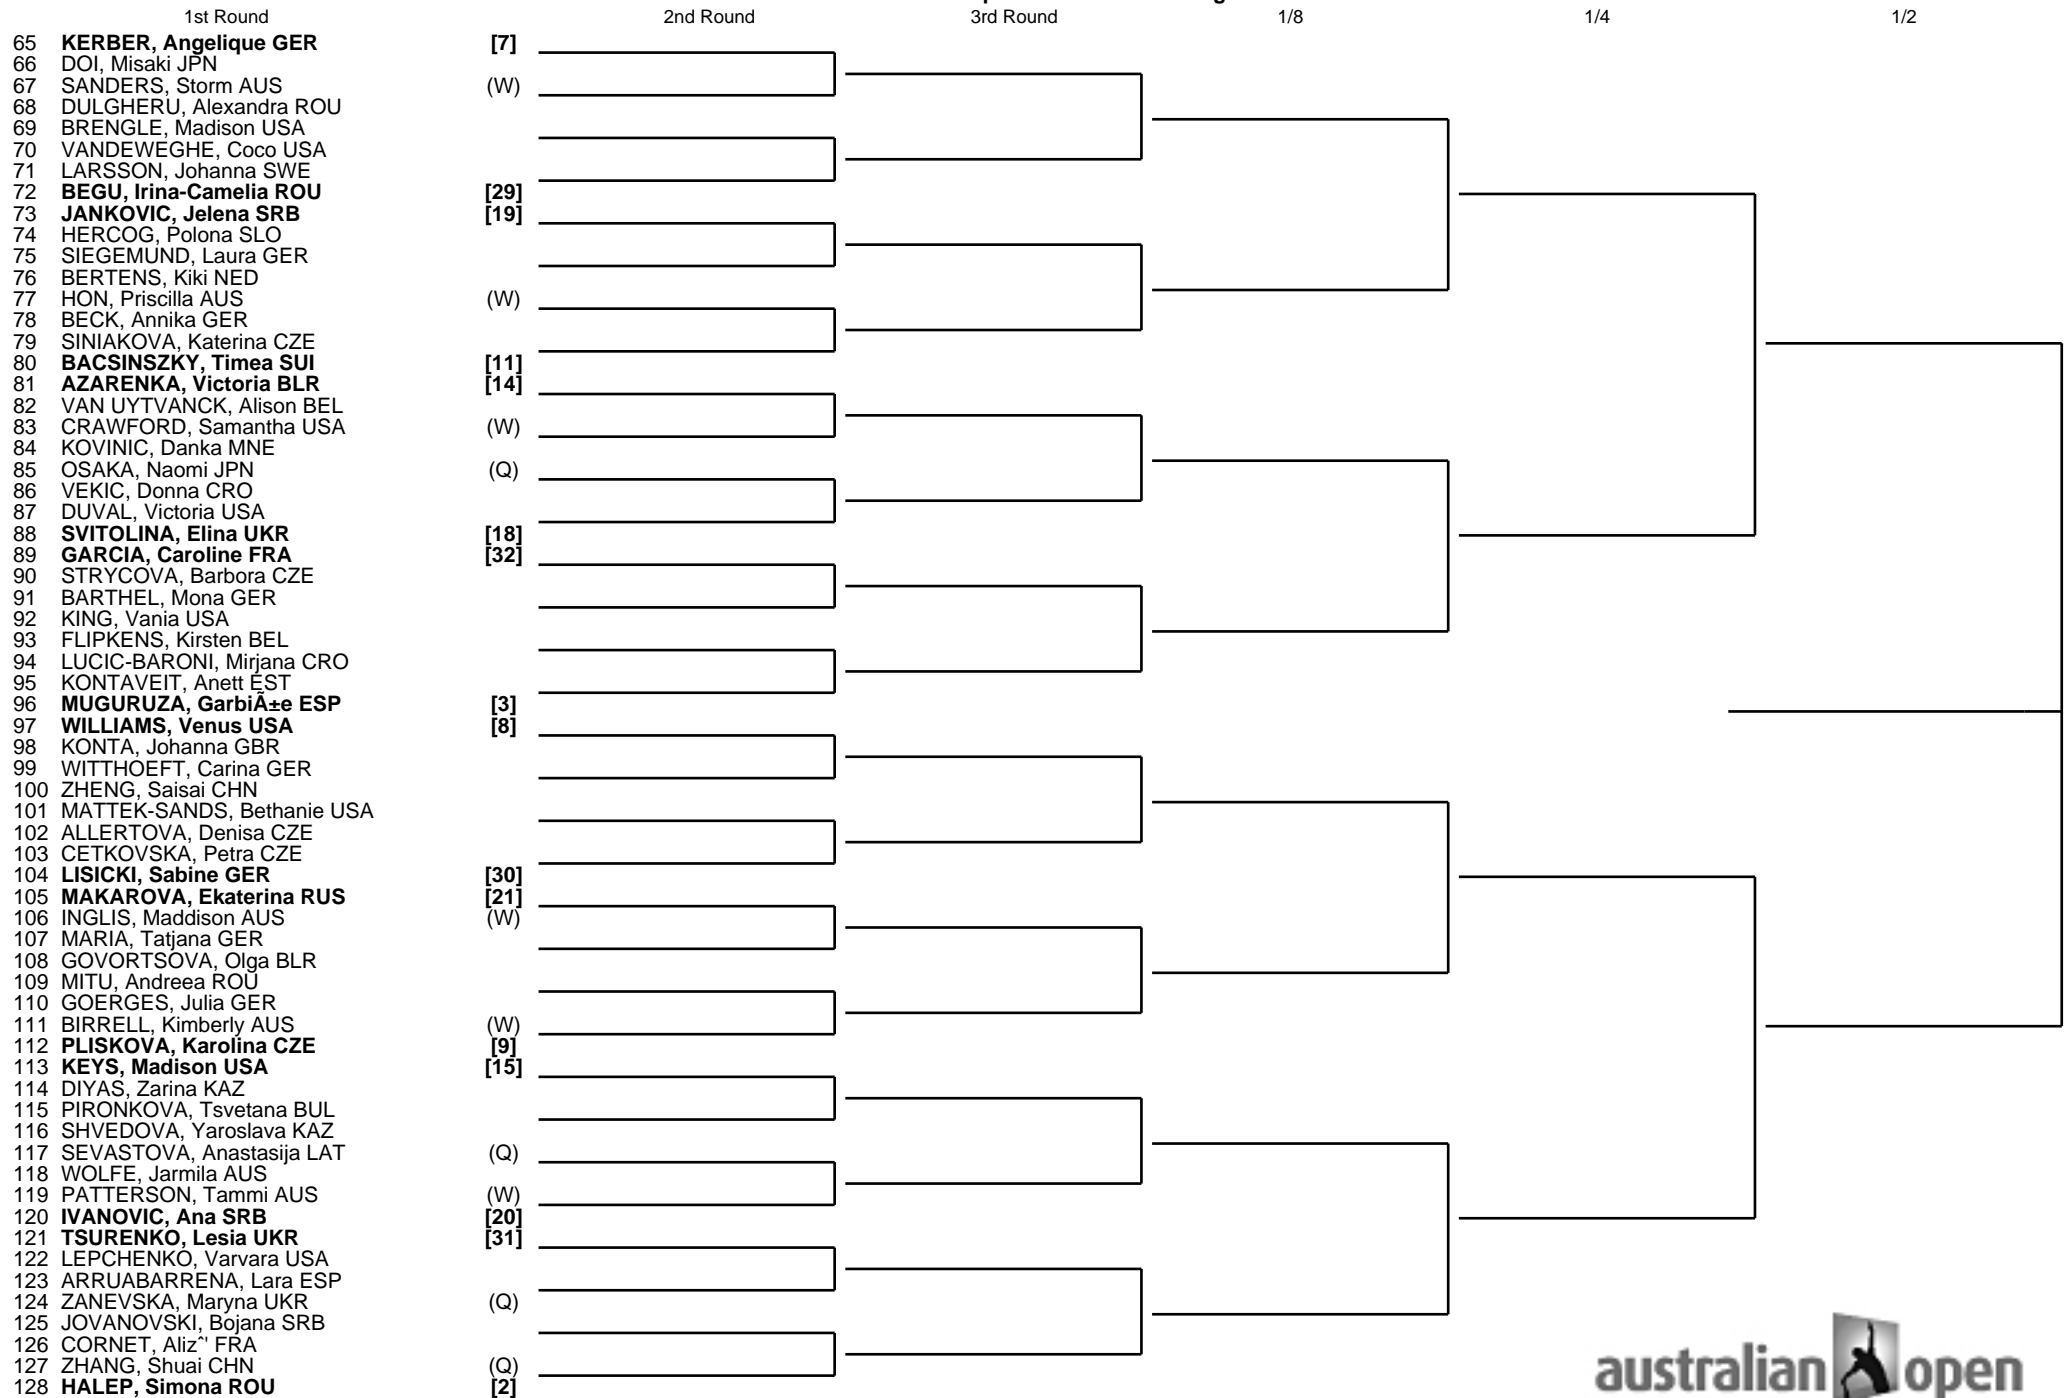 1st Round 2nd Round 3rd Round 1/8 1/4 1/2
65 KERBER, Angelique GER [7]
66 DOI, Misaki JPN
67 SANDERS, Storm AUS (W)
68 DULGHERU, Alexandra ROU
69 BRENGLE, Madison USA
70 VANDEWEGHE, Coco USA
71 LARSSON, Johanna SWE
72 BEGU, Irina-Camelia ROU [29]
73 JANKOVIC, Jelena SRB [19]
74 HERCOG, Polona SLO
75 SIEGEMUND, Laura GER
76 BERTENS, Kiki NED
77 HON, Priscilla AUS (W)
78 BECK, Annika GER
79 SINIAKOVA, Katerina CZE
80 BACSINSZKY, Timea SUI [11]
81 AZARENKA, Victoria BLR [14]
82 VAN UYTVANCK, Alison BEL
83 CRAWFORD, Samantha USA (W)
84 KOVINIC, Danka MNE
85 OSAKA, Naomi JPN (Q)
86 VEKIC, Donna CRO
87 DUVAL, Victoria USA
88 SVITOLINA, Elina UKR [18]
89 GARCIA, Caroline FRA [32]
90 STRYCOVA, Barbora CZE
91 BARTHEL, Mona GER
92 KING, Vania USA
93 FLIPKENS, Kirsten BEL
94 LUCIC-BARONI, Mirjana CRO
95 KONTAVEIT, Anett EST
96 MUGURUZA, GarbiÃ±e ESP [3]
97 WILLIAMS, Venus USA [8]
98 KONTA, Johanna GBR
99 WITTHOEFT, Carina GER
100 ZHENG, Saisai CHN
101 MATTEK-SANDS, Bethanie USA
102 ALLERTOVA, Denisa CZE
103 CETKOVSKA, Petra CZE
104 LISICKI, Sabine GER [30]
105 MAKAROVA, Ekaterina RUS [21]
106 INGLIS, Maddison AUS (W)
107 MARIA, Tatjana GER
108 GOVORTSOVA, Olga BLR
109 MITU, Andreea ROU
110 GOERGES, Julia GER
111 BIRRELL, Kimberly AUS (W)
112 PLISKOVA, Karolina CZE [9]
113 KEYS, Madison USA [15]
114 DIYAS, Zarina KAZ
115 PIRONKOVA, Tsvetana BUL
116 SHVEDOVA, Yaroslava KAZ
117 SEVASTOVA, Anastasija LAT (Q)
118 WOLFE, Jarmila AUS
119 PATTERSON, Tammi AUS (W)
120 IVANOVIC, Ana SRB [20]
121 TSURENKO, Lesia UKR [31]
122 LEPCHENKO, Varvara USA
123 ARRUABARRENA, Lara ESP
124 ZANEVSKA, Maryna UKR (Q)
125 JOVANOVSKI, Bojana SRB
126 CORNET, Alizˆ' FRA
127 ZHANG, Shuai CHN (Q)
128 HALEP, Simona ROU [2]
australian open